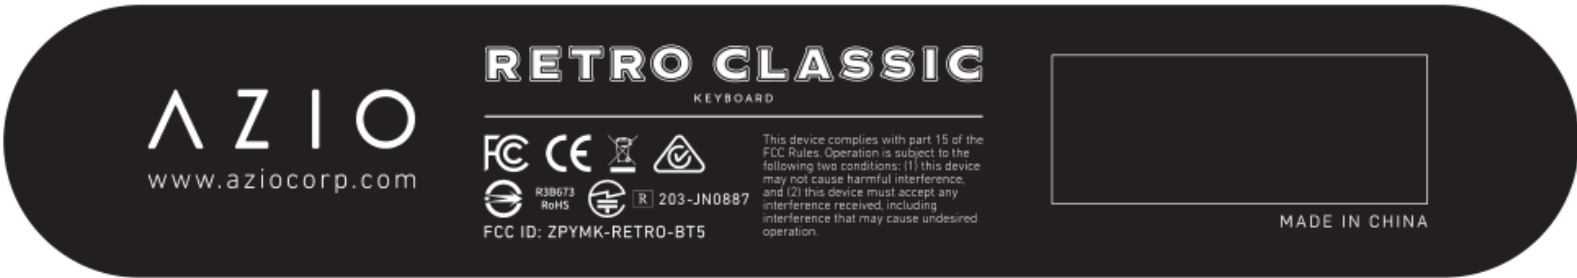 AZIO
www.aziocorp.com
RETRO CLASSIC
KEYBOARD
FC CE
R3B673
RoHS
R 203-JN0887
FCC ID: ZPYMK-RETRO-BT5
This device complies with part 15 of the
FCC Rules. Operation is subject to the
following two conditions: (1) this device
may not cause harmful interference,
and (2) this device must accept any
interference received, including
interference that may cause undesired
operation.
MADE IN CHINA